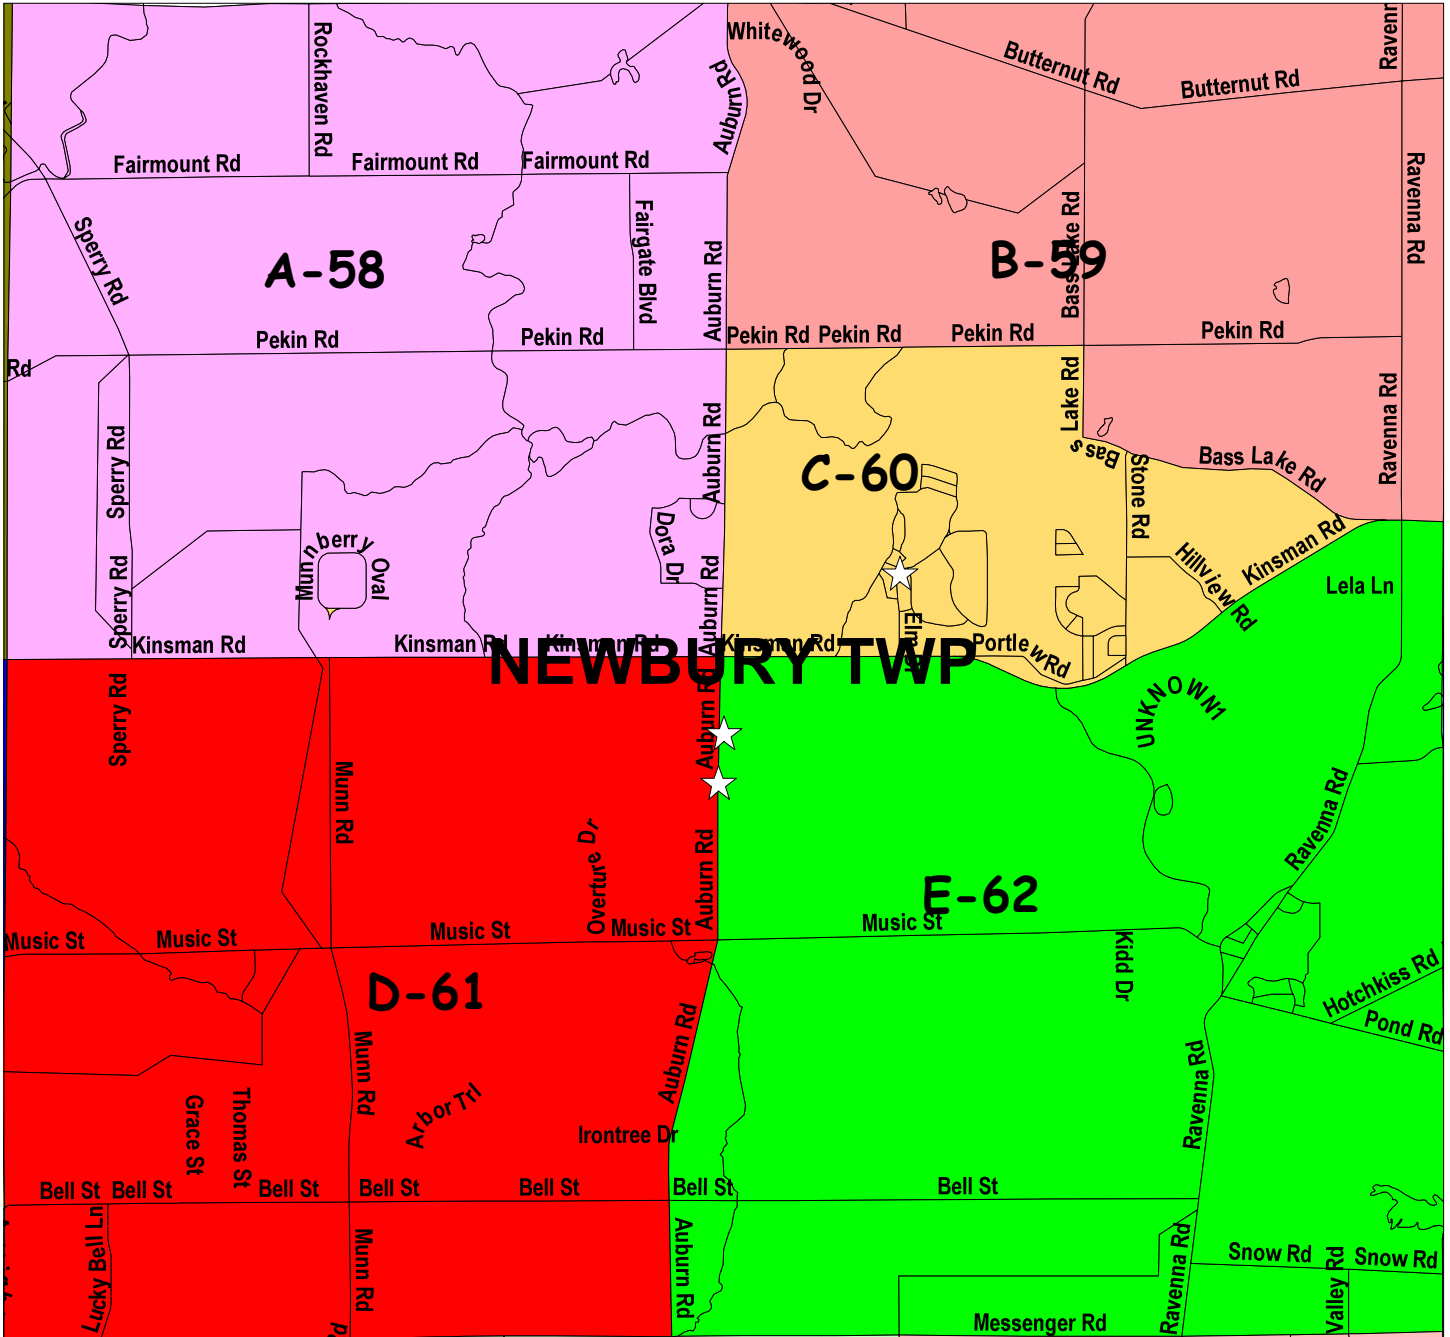 Whitewood Dr
Ravenn
Rockhaven Rd
Auburn Rd
Butternut Rd
Butternut Rd
Fairmount Rd
Fairmount Rd
Fairmount Rd
Ravenna Rd
Sperry Rd
Fairgate Blvd
Auburn Rd
Bass Lake Rd
A-58
B-59
Pekin Rd
Pekin Rd
Pekin Rd
Pekin Rd
Pekin Rd
Pekin Rd
Rd
Lake Rd
Ravenna Rd
Sperry Rd
Auburn Rd
Bass
C-60
Stone Rd
Bass Lake Rd
Dora Dr
Munnberry Oval
Kinsman Rd
Hillview Rd
Lela Ln
Sperry Rd
Auburn Rd
Kinsman Rd
Kinsman Rd
Kinsman Rd
Kinsman Rd
Elm St
Portlew Rd
NEWBURY TWP
Sperry Rd
Auburn Rd
UNKNOWN1
Munn Rd
Overture Dr
Auburn Rd
Ravenna Rd
E-62
Music St
Music St
Music St
Music St
Music St
Kidd Dr
D-61
Hotchkiss Rd
Pond Rd
Auburn Rd
Munn Rd
Ravenna Rd
Grace St
Thomas St
Arbor Trl
Irontree Dr
Bell St
Bell St
Bell St
Bell St
Bell St
Bell St
Bell St
Lucky Bell Ln
Munn Rd
Auburn Rd
Ravenna Rd
Snow Rd
Snow Rd
Valley Rd
Messenger Rd
Rd